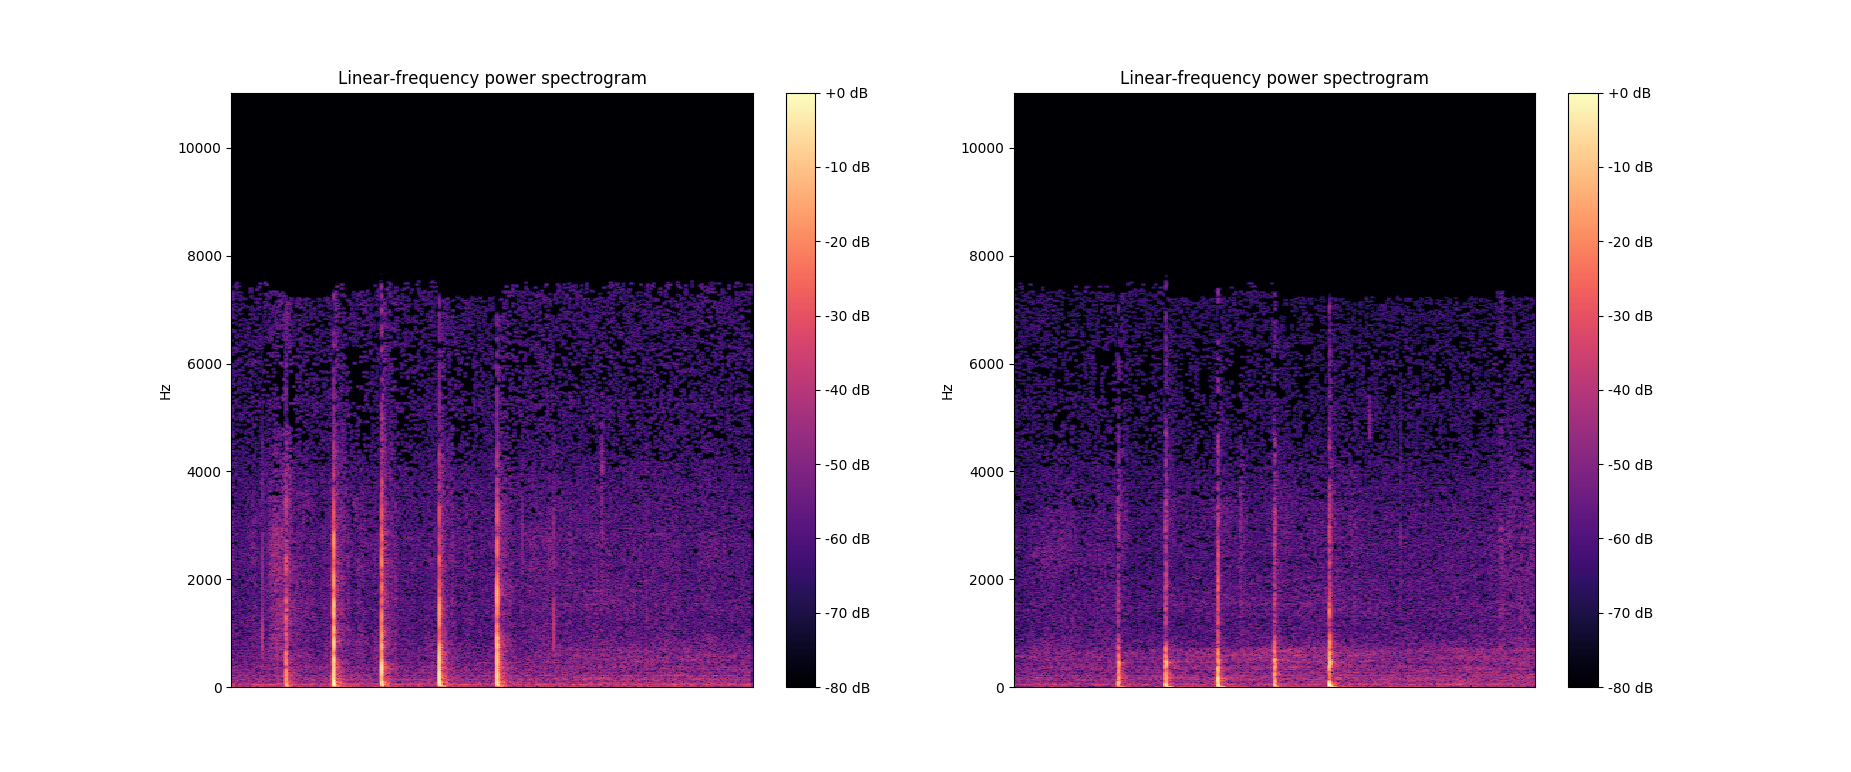 Linear-frequency power spectrogram
Hz
10000
8000
6000
4000
2000
0
+0 dB
-10 dB
-20 dB
-30 dB
-40 dB
-50 dB
-60 dB
-70 dB
-80 dB
Linear-frequency power spectrogram
Hz
10000
8000
6000
4000
2000
0
+0 dB
-10 dB
-20 dB
-30 dB
-40 dB
-50 dB
-60 dB
-70 dB
-80 dB